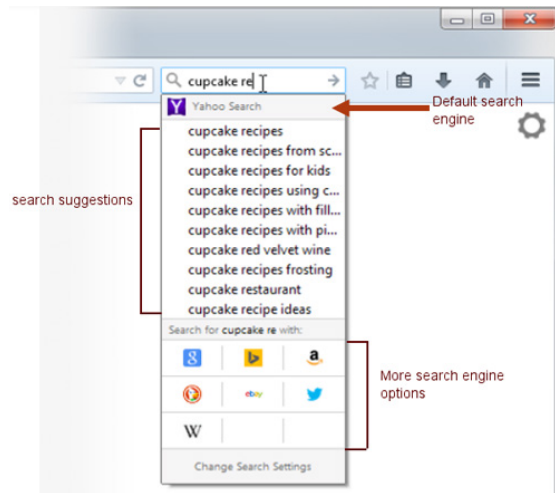 cupcake re
Yahoo Search
Default search
engine
cupcake recipes
cupcake recipes from sc...
cupcake recipes for kids
cupcake recipes using c...
search suggestions
cupcake recipes with fill...
cupcake recipes with pi...
cupcake red velvet wine
cupcake recipes frosting
cupcake restaurant
cupcake recipe ideas
Search for cupcake re with:
8 b a
More search engine
options
ebay
W
Change Search Settings